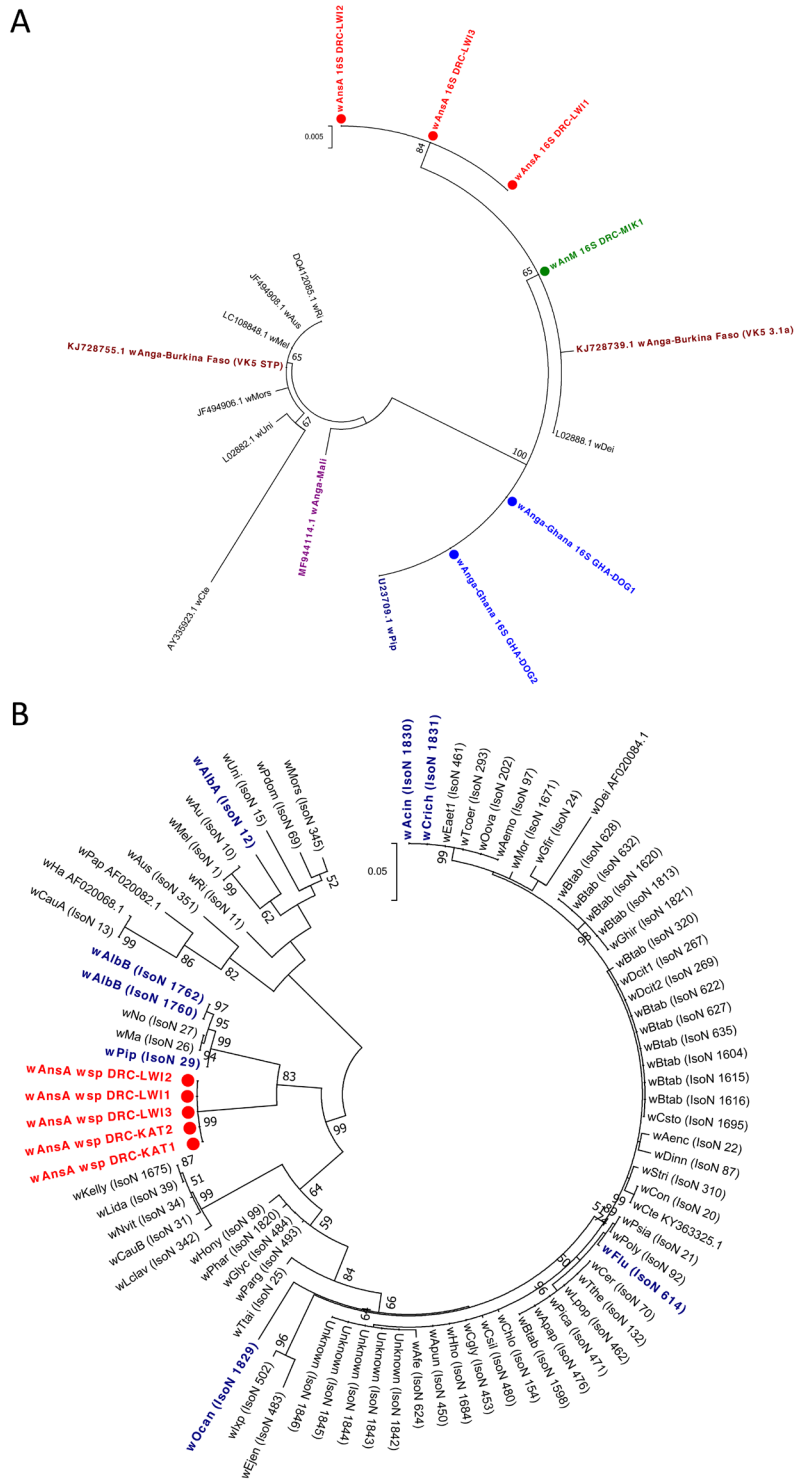 A
wAnsA 16S DRC-LWI2
wAnsA 16S DRC-LWI3
wAnsA 16S DRC-LWI1
0.005
84
wAnM 16S DRC-MIK1
65
KJ728739.1 wAnga-Burkina Faso (VK5 3.1a)
L02888.1 wDei
100
wAnga-Ghana 16S GHA-DOG1
wAnga-Ghana 16S GHA-DOG2
U23709.1 wPip
DQ412085.1 wRi
JF494908.1 wAus
LC108848.1 wMel
65
KJ728755.1 wAnga-Burkina Faso (VK5 STP)
JF494906.1 wMors
L02882.1 wUni
67
AY335923.1 wCte
MF944114.1 wAnga-Mali
B
wAcin (IsoN 1830)
wCrich (IsoN 1831)
wEaet1 (IsoN 461)
wTcoer (IsoN 293)
wOova (IsoN 202)
wAemo (IsoN 97)
wMor (IsoN 1671)
wGfir (IsoN 24)
wDei AF020084.1
wBtab (IsoN 628)
wBtab (IsoN 632)
wBtab (IsoN 1620)
wBtab (IsoN 1813)
wGhir (IsoN 1821)
wBtab (IsoN 320)
wDcit1 (IsoN 267)
wDcit2 (IsoN 269)
wBtab (IsoN 622)
wBtab (IsoN 627)
wBtab (IsoN 635)
wBtab (IsoN 1604)
wBtab (IsoN 1615)
wBtab (IsoN 1616)
wCsto (IsoN 1695)
wAenc (IsoN 22)
wDinn (IsoN 87)
wStri (IsoN 310)
wCon (IsoN 20)
wCte KY363325.1
wPsia (IsoN 21)
wPoly (IsoN 92)
wFlu (IsoN 614)
wCer (IsoN 70)
wTthe (IsoN 132)
wLpop (IsoN 462)
wPica (IsoN 471)
wApap (IsoN 476)
wBtab (IsoN 1598)
wChlo (IsoN 154)
wCsil (IsoN 480)
wCgly (IsoN 453)
wHho (IsoN 1684)
wApun (IsoN 450)
wAfe (IsoN 624)
Unknown (IsoN 1842)
Unknown (IsoN 1843)
Unknown (IsoN 1844)
Unknown (IsoN 1845)
Unknown (IsoN 1846)
wEjen (IsoN 483)
wIxp (IsoN 502)
wOcan (IsoN 1829)
wTtai (IsoN 25)
wParg (IsoN 493)
wGlyc (IsoN 484)
wPhar (IsoN 1820)
wHony (IsoN 99)
wLclav (IsoN 342)
wCauB (IsoN 31)
wNvit (IsoN 34)
wLida (IsoN 39)
wKelly (IsoN 1675)
wAnsA wsp DRC-KAT1
wAnsA wsp DRC-KAT2
wAnsA wsp DRC-LWI3
wAnsA wsp DRC-LWI1
wAnsA wsp DRC-LWI2
wPip (IsoN 29)
wMa (IsoN 26)
wNo (IsoN 27)
wAlbB (IsoN 1760)
wAlbB (IsoN 1762)
wCauA (IsoN 13)
wHa AF020068.1
wPap AF020082.1
wAus (IsoN 351)
wRi (IsoN 11)
wMel (IsoN 1)
wAu (IsoN 10)
wAlbA (IsoN 12)
wUni (IsoN 15)
wPdom (IsoN 69)
wMors (IsoN 345)
0.05
99
98
99
50
96
64
66
96
84
59
64
99
51
87
99
83
94
99
95
97
99
86
82
98
62
52
99